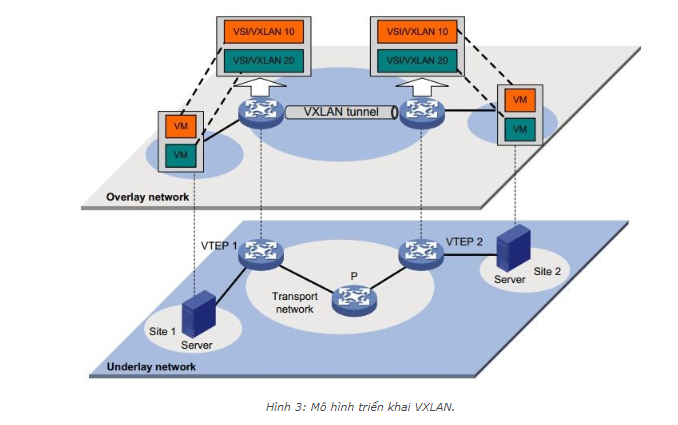 VSI/VXLAN 10
VSI/VXLAN 20
VSI/VXLAN 10
VSI/VXLAN 20
VM
VM
VXLAN tunnel
VM
VM
Overlay network
VTEP 1
VTEP 2
P
Transport
network
Server
Site 2
Site 1
Server
Underlay network
Hình 3: Mô hình triển khai VXLAN.